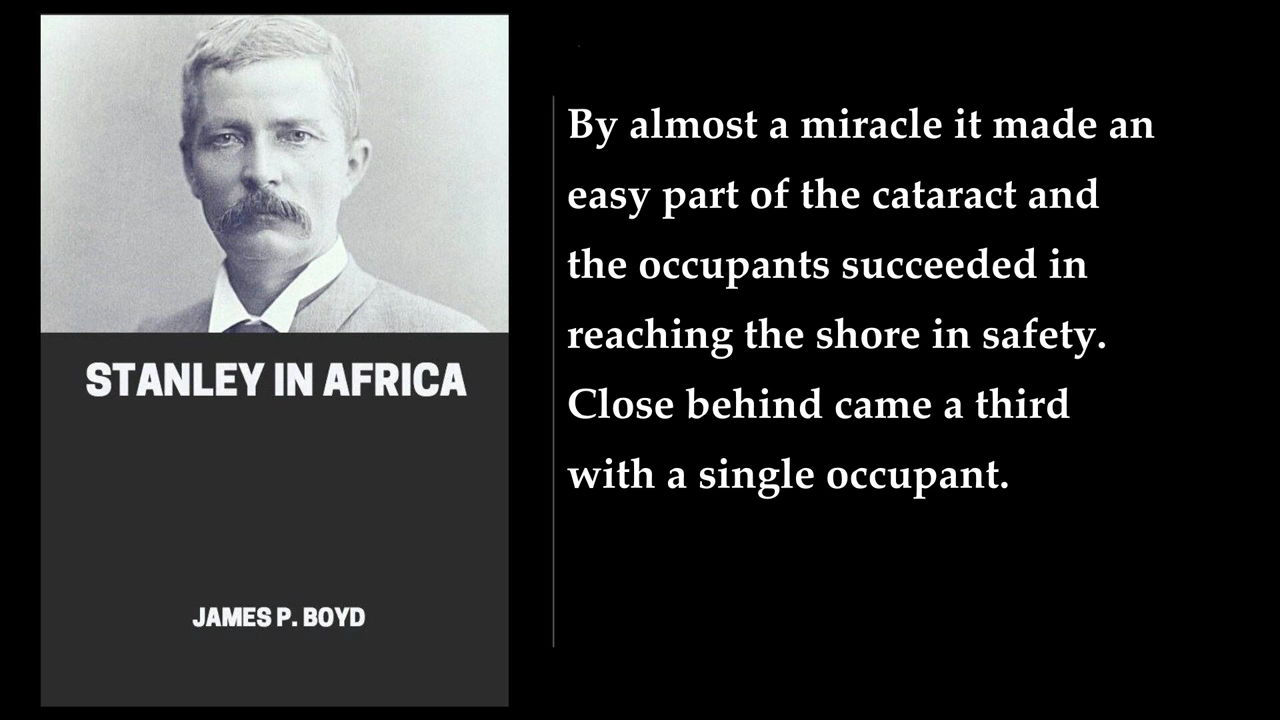 STANLEY IN AFRICA
JAMES P. BOYD
By almost a miracle it made an
easy part of the cataract and
the occupants succeeded in
reaching the shore in safety.
Close behind came a third
with a single occupant.